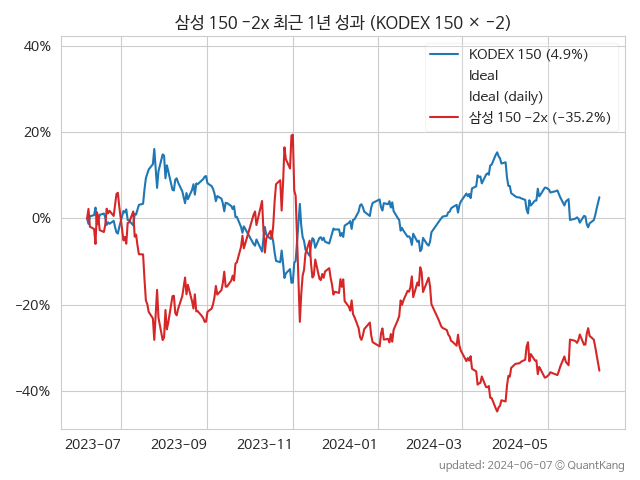 삼성 150 −2x 최근 1년 성과 (KODEX 150 × −2)
40%
20%
0%
−20%
−40%
KODEX 150 (4.9%)
Ideal
Ideal (daily)
삼성 150 −2x (−35.2%)
2023-07
2023-09
2023-11
2024-01
2024-03
2024-05
updated: 2024-06-07 © QuantKang